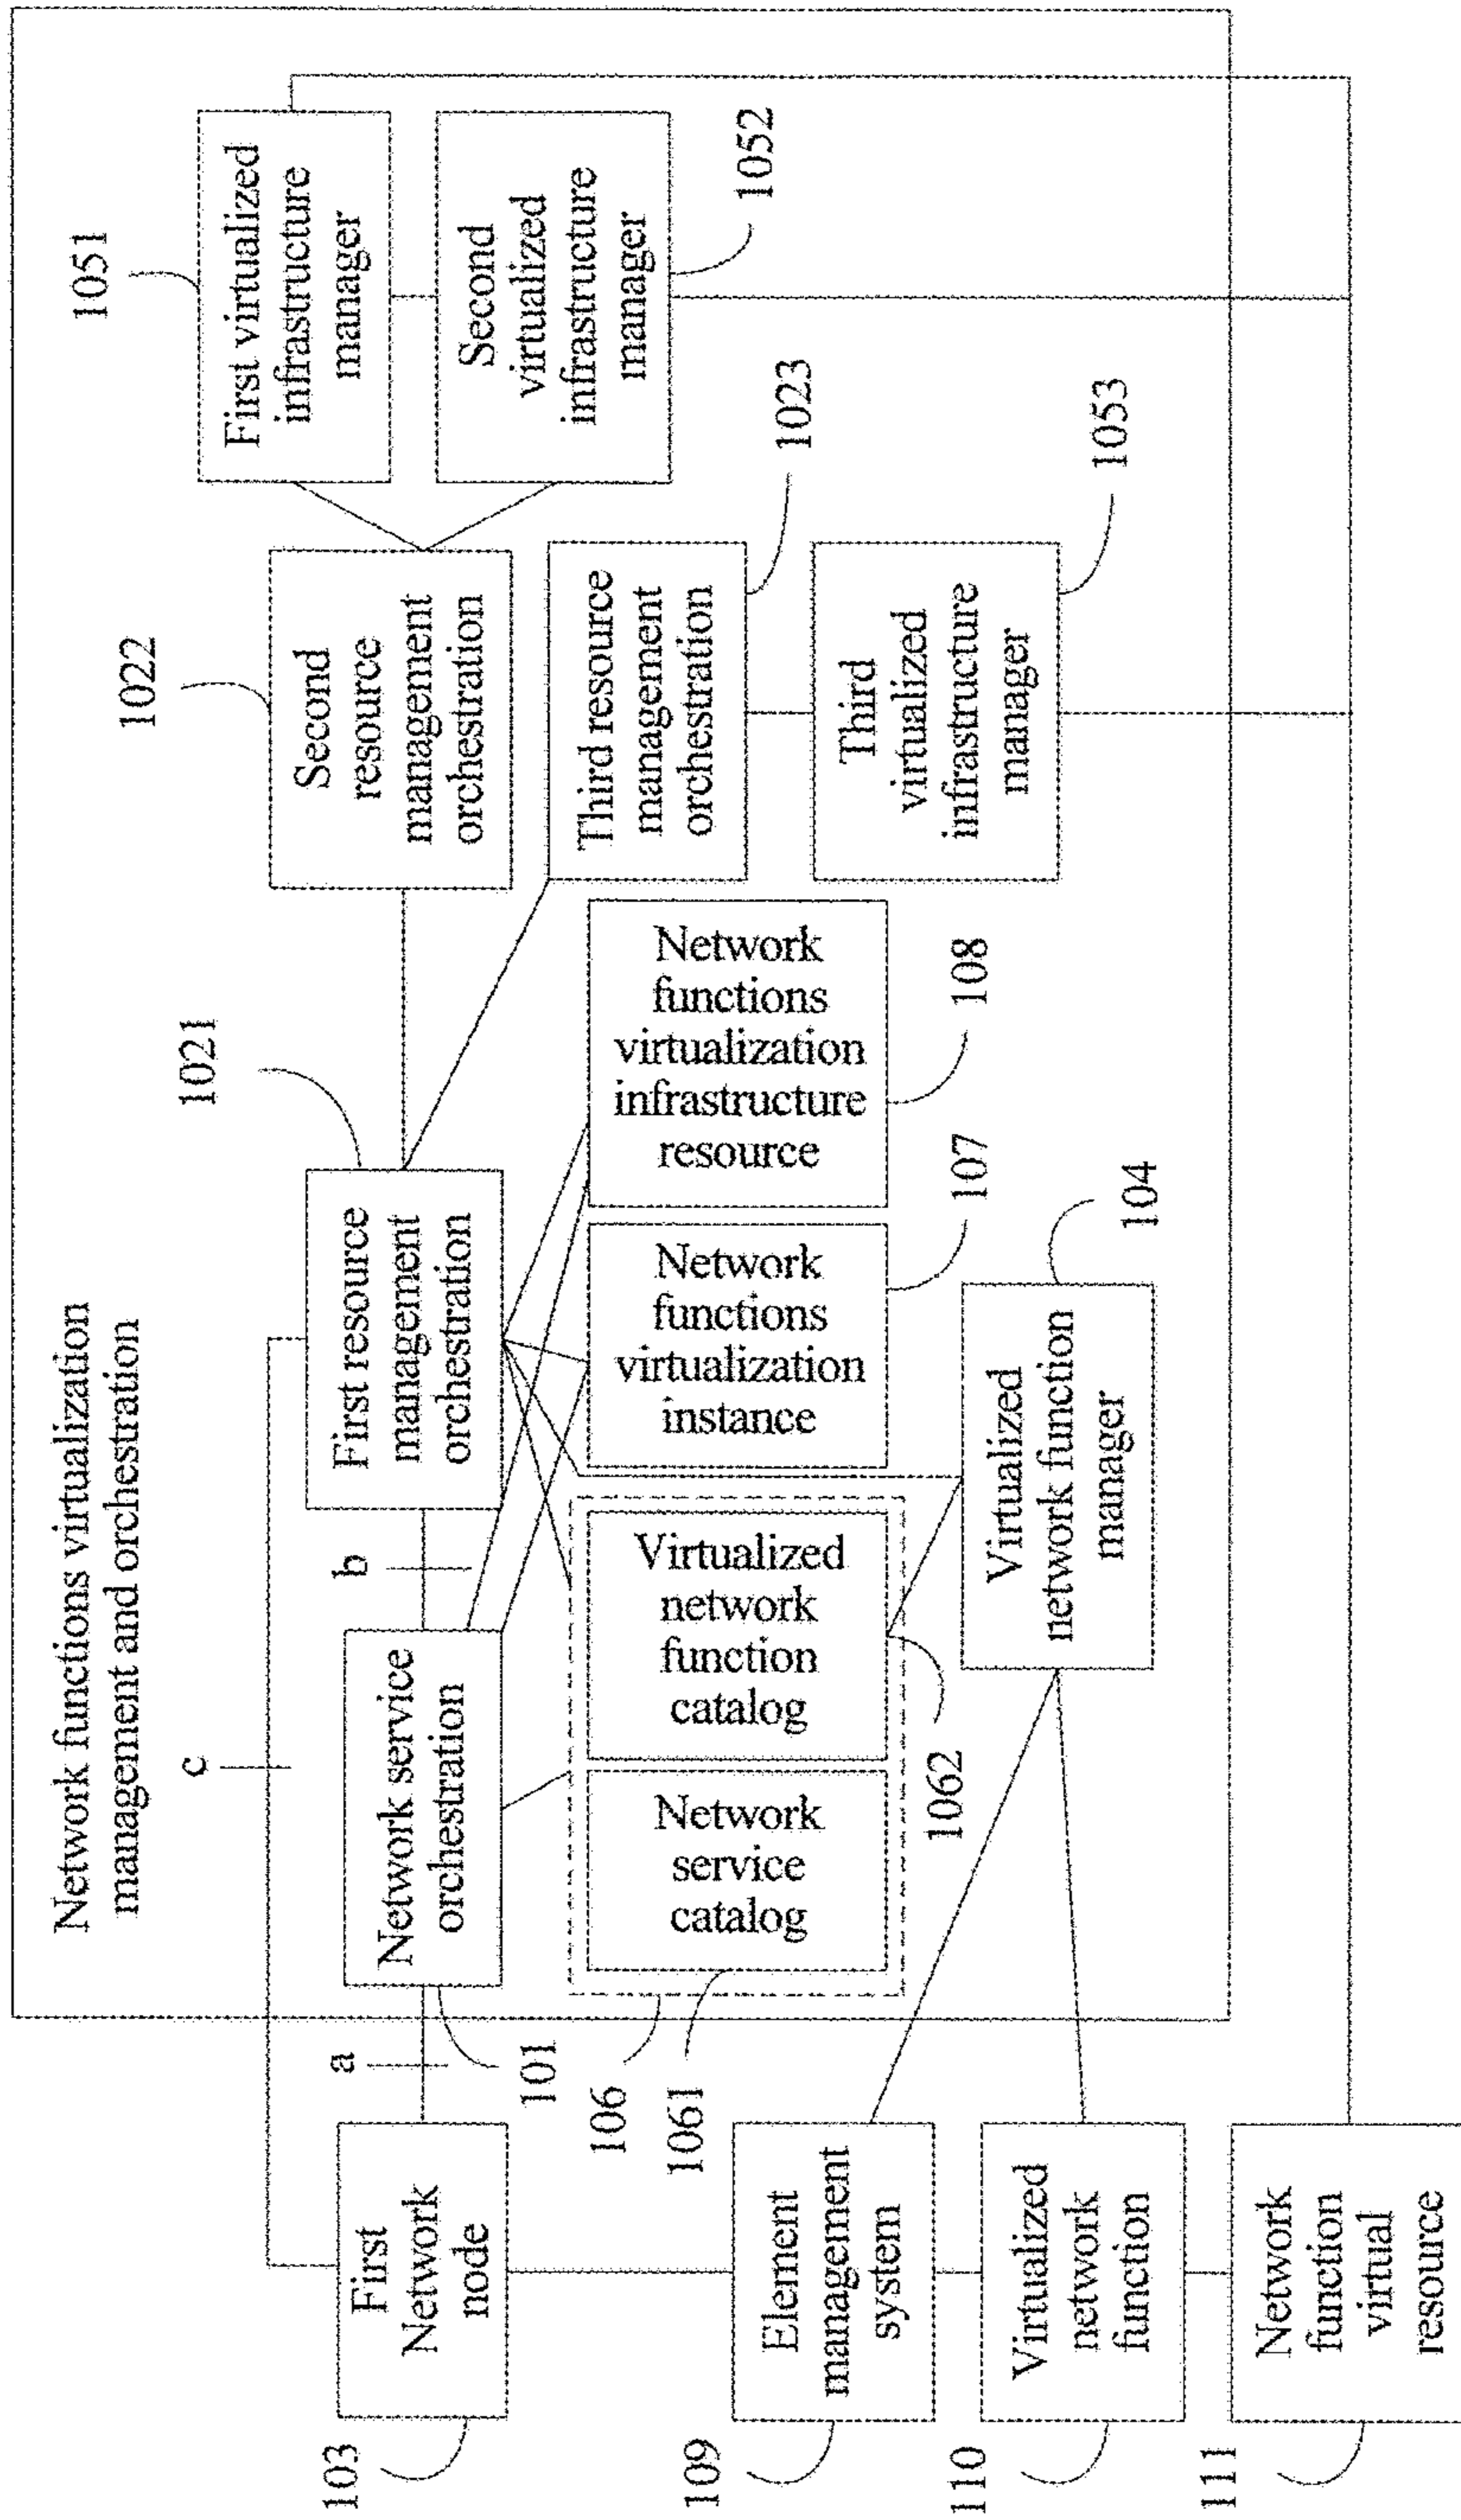 Network functions virtualization
management and orchestration
c
103
First
Network
node
a
101
Network service
orchestration
b
1021
First resource
management
orchestration
1022
Second
resource
management
orchestration
1051
First virtualized
infrastructure
manager
Second
virtualized
infrastructure
manager
1052
106
1061
Network
service
catalog
Virtualized
network
function
catalog
1062
Network
functions
virtualization
instance
107
Network
functions
virtualization
infrastructure
resource
108
Third resource
management
orchestration
1023
Third
virtualized
infrastructure
manager
1053
Virtualized
network function
manager
104
109
Element
management
system
110
Virtualized
network
function
111
Network
function
virtual
resource